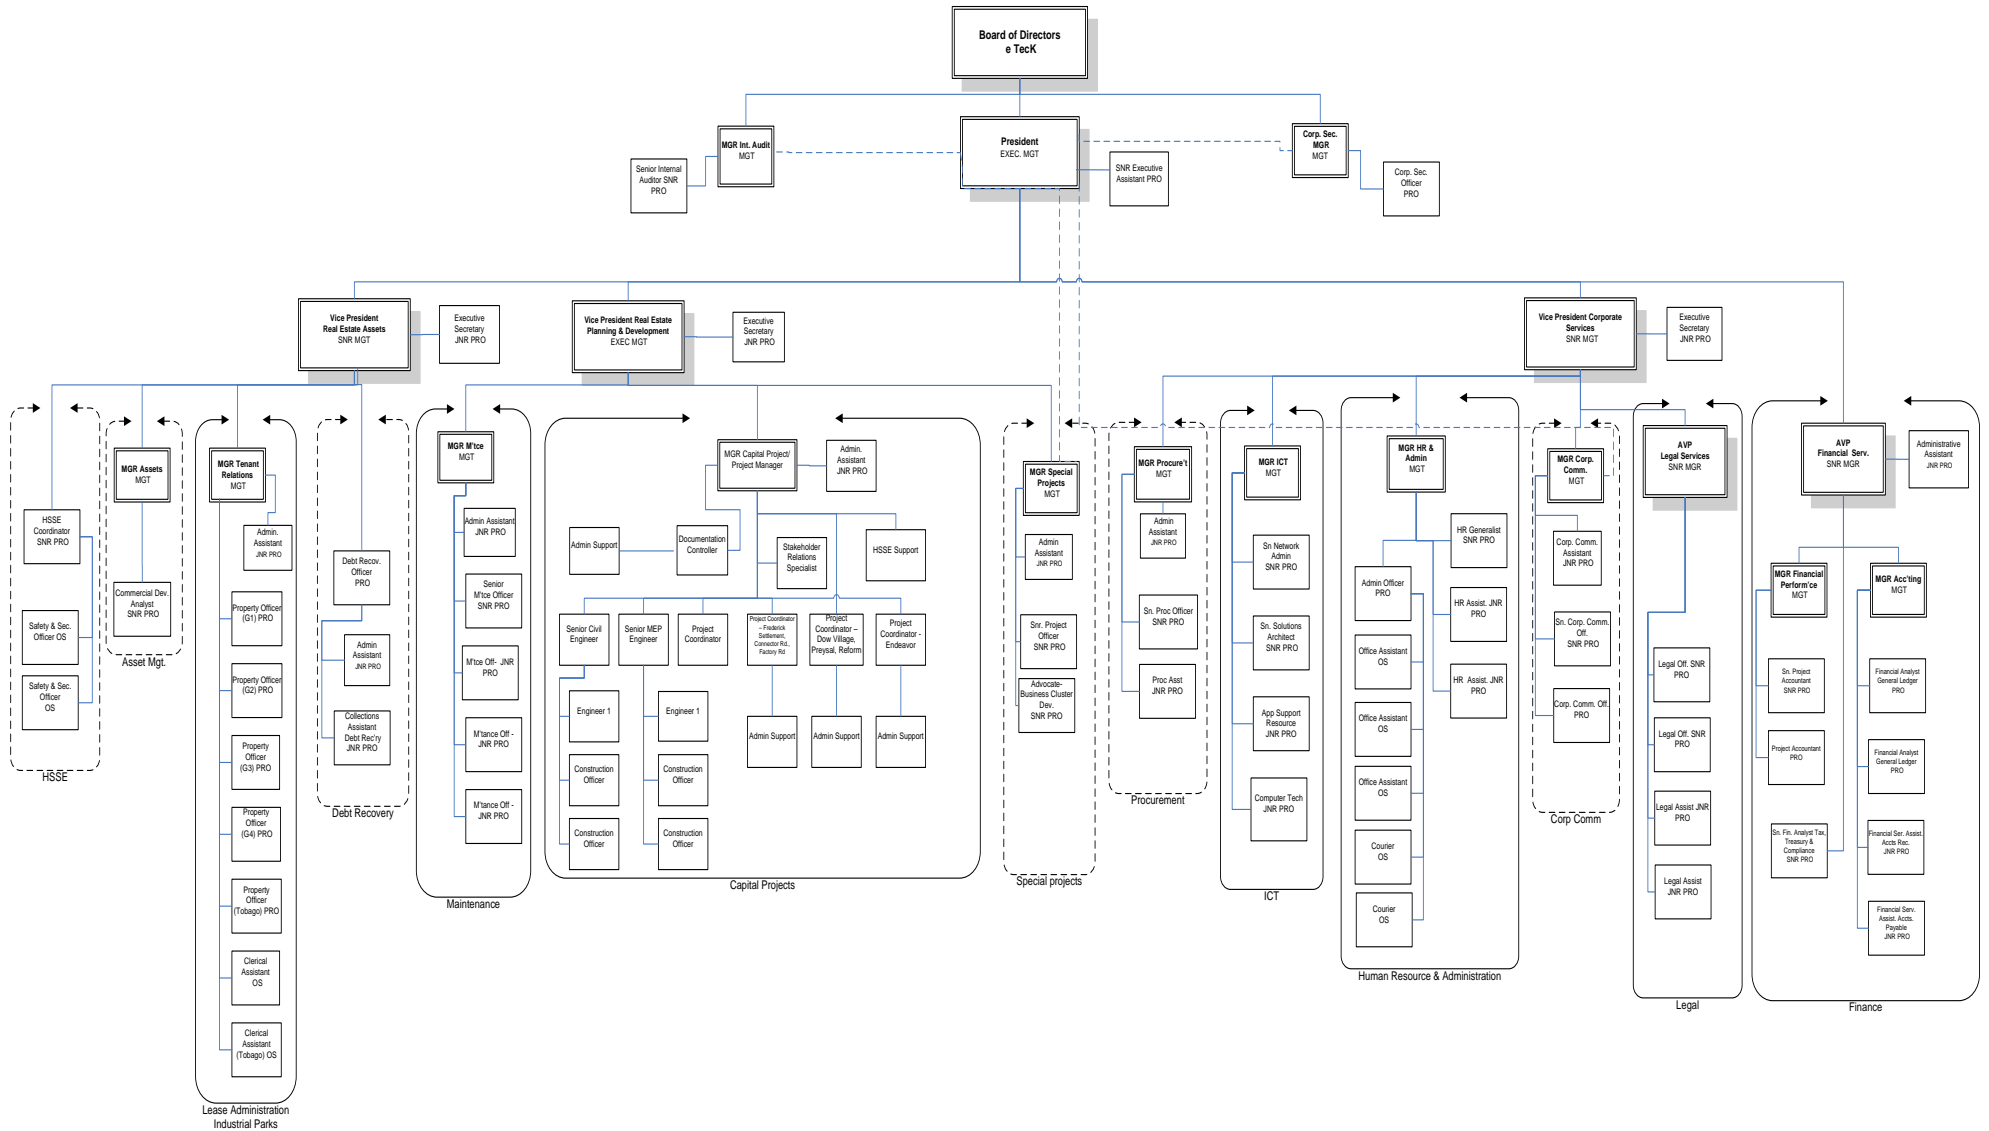 Board of Directors
e TecK
MGR Int. Audit
MGT
President
EXEC. MGT
Corp. Sec.
MGR
MGT
Senior Internal
Auditor SNR
PRO
SNR Executive
Assistant PRO
Corp. Sec.
Officer
PRO
Vice President
Real Estate Assets
SNR MGT
Executive
Secretary
JNR PRO
Vice President Real Estate
Planning & Development
EXEC MGT
Executive
Secretary
JNR PRO
Vice President Corporate
Services
SNR MGT
Executive
Secretary
JNR PRO
HSSE
Coordinator
SNR PRO
Safety & Sec.
Officer OS
Safety & Sec.
Officer
OS
HSSE
MGR Assets
MGT
Commercial Dev.
Analyst
SNR PRO
Asset Mgt.
MGR Tenant
Relations
MGT
Admin.
Assistant
JNR PRO
Property Officer
(G1) PRO
Property Officer
(G2) PRO
Property
Officer
(G3) PRO
Property
Officer
(G4) PRO
Property
Officer
(Tobago) PRO
Clerical
Assistant
OS
Clerical
Assistant
(Tobago) OS
Lease Administration
Industrial Parks
Debt Recov.
Officer
PRO
Admin
Assistant
JNR PRO
Collections
Assistant
Debt Rec'ry
JNR PRO
Debt Recovery
MGR M'tce
MGT
Admin Assistant
JNR PRO
Senior
M'tce Officer
SNR PRO
M'tce Off- JNR
PRO
M'tance Off -
JNR PRO
M'tance Off -
JNR PRO
Maintenance
MGR Capital Project/
Project Manager
Admin.
Assistant
JNR PRO
Admin Support
Documentation
Controller
Stakeholder
Relations
Specialist
HSSE Support
Senior Civil
Engineer
Senior MEP
Engineer
Project
Coordinator
Project Coordinator
– Frederick
Settlement,
Connector Rd.,
Factory Rd
Project
Coordinator –
Dow Village,
Preysal, Reform
Project
Coordinator -
Endeavor
Engineer 1
Engineer 1
Admin Support
Admin Support
Admin Support
Construction
Officer
Construction
Officer
Construction
Officer
Construction
Officer
Capital Projects
MGR Special
Projects
MGT
Admin
Assistant
JNR PRO
Snr. Project
Officer
SNR PRO
Advocate-
Business Cluster
Dev.
SNR PRO
Special projects
MGR Procure't
MGT
Admin
Assistant
JNR PRO
Sn. Proc Officer
SNR PRO
Proc Asst
JNR PRO
Procurement
MGR ICT
MGT
Sn Network
Admin
SNR PRO
Sn. Solutions
Architect
SNR PRO
App Support
Resource
JNR PRO
Computer Tech
JNR PRO
ICT
MGR HR &
Admin
MGT
HR Generalist
SNR PRO
Admin Officer
PRO
HR Assist. JNR
PRO
Office Assistant
OS
HR Assist. JNR
PRO
Office Assistant
OS
Office Assistant
OS
Courier
OS
Courier
OS
Human Resource & Administration
MGR Corp.
Comm.
MGT
Corp. Comm.
Assistant
JNR PRO
Sn. Corp. Comm.
Off.
SNR PRO
Corp. Comm. Off.
PRO
Corp Comm
AVP
Legal Services
SNR MGR
Legal Off. SNR
PRO
Legal Off. SNR
PRO
Legal Assist JNR
PRO
Legal Assist
JNR PRO
Legal
AVP
Financial Serv.
SNR MGR
Administrative
Assistant
JNR PRO
MGR Financial
Perform'ce
MGT
MGR Acc'ting
MGT
Sn. Project
Accountant
SNR PRO
Financial Analyst
General Ledger
PRO
Project Accountant
PRO
Financial Analyst
General Ledger
PRO
Sn. Fin. Analyst Tax,
Treasury &
Compliance
SNR PRO
Financial Ser. Assist.
Accts Rec.
JNR PRO
Financial Serv.
Assist. Accts.
Payable
JNR PRO
Finance